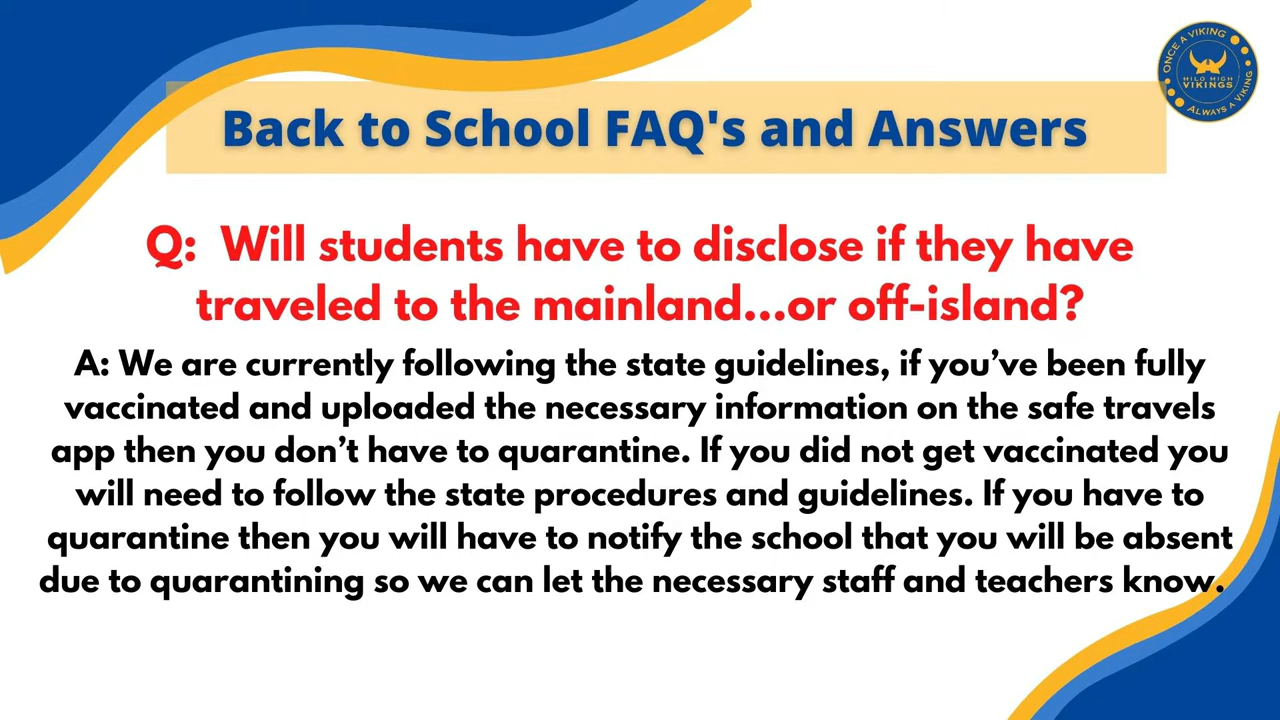 ONCE A VIKING
HILO HIGH
VIKINGS
ALWAYS A VIKING
Back to School FAQ's and Answers
Q:  Will students have to disclose if they have
traveled to the mainland...or off-island?
A: We are currently following the state guidelines, if you’ve been fully
vaccinated and uploaded the necessary information on the safe travels
app then you don’t have to quarantine. If you did not get vaccinated you
will need to follow the state procedures and guidelines. If you have to
quarantine then you will have to notify the school that you will be absent
due to quarantining so we can let the necessary staff and teachers know.